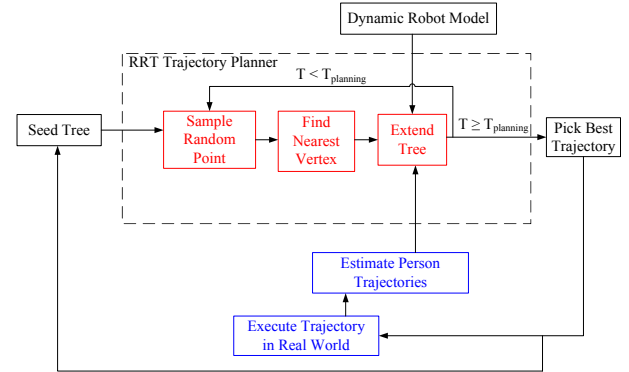 Dynamic Robot Model
RRT Trajectory Planner
T < T_planning
Seed Tree
Sample
Random
Point
Find
Nearest
Vertex
Extend
Tree
T ≥ T_planning
Pick Best
Trajectory
Estimate Person
Trajectories
Execute Trajectory
in Real World